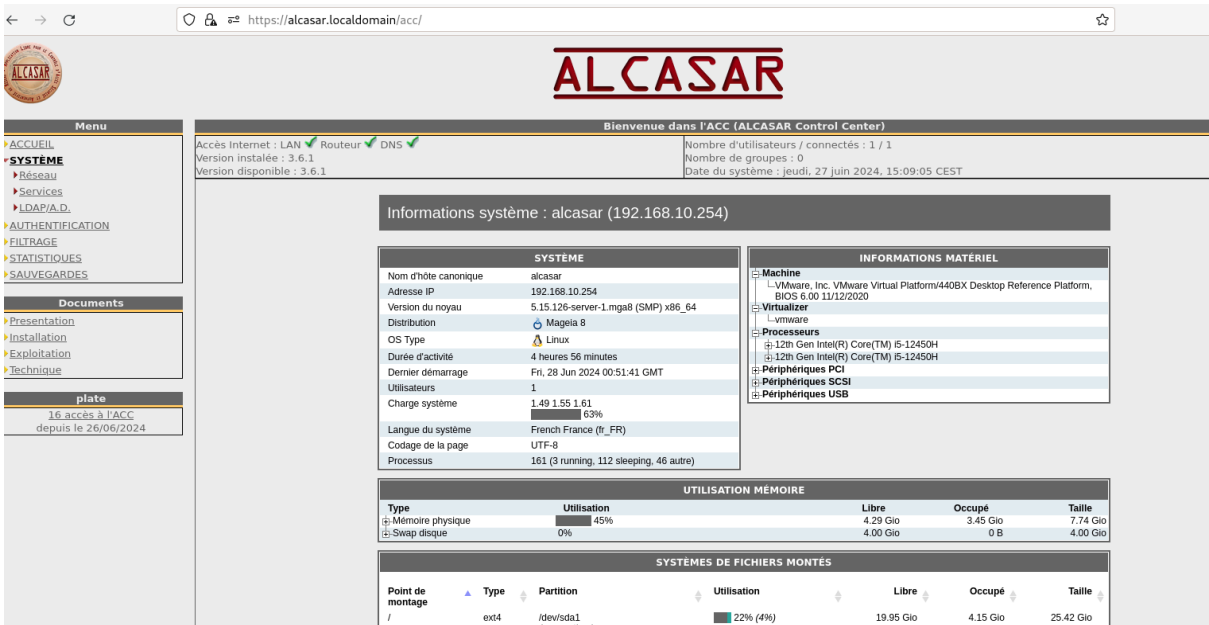 https://alcasar.localdomain/acc/
ALCASAR
ALCASAR
Menu
ACCUEIL
SYSTÈME
Réseau
Services
LDAP/A.D.
AUTHENTIFICATION
FILTRAGE
STATISTIQUES
SAUVEGARDES
Documents
Presentation
Installation
Exploitation
Technique
plate
16 accès à l'ACC
depuis le 26/06/2024
Bienvenue dans l'ACC (ALCASAR Control Center)
Accès Internet : LAN Routeur DNS
Version installée : 3.6.1
Version disponible : 3.6.1
Nombre d'utilisateurs / connectés : 1 / 1
Nombre de groupes : 0
Date du système : jeudi, 27 juin 2024, 15:09:05 CEST
Informations système : alcasar (192.168.10.254)
SYSTÈME
Nom d'hôte canonique alcasar
Adresse IP 192.168.10.254
Version du noyau 5.15.126-server-1.mga8 (SMP) x86_64
Distribution Mageia 8
OS Type Linux
Durée d'activité 4 heures 56 minutes
Dernier démarrage Fri, 28 Jun 2024 00:51:41 GMT
Utilisateurs 1
Charge système 1.49 1.55 1.61
63%
Langue du système French France (fr_FR)
Codage de la page UTF-8
Processus 161 (3 running, 112 sleeping, 46 autre)
INFORMATIONS MATÉRIEL
Machine
VMware, Inc. VMware Virtual Platform/440BX Desktop Reference Platform,
BIOS 6.00 11/12/2020
Virtualizer
vmware
Processeurs
12th Gen Intel(R) Core(TM) i5-12450H
12th Gen Intel(R) Core(TM) i5-12450H
Périphériques PCI
Périphériques SCSI
Périphériques USB
UTILISATION MÉMOIRE
Type Utilisation Libre Occupé Taille
Mémoire physique 45% 4.29 Gio 3.45 Gio 7.74 Gio
Swap disque 0% 4.00 Gio 0 B 4.00 Gio
SYSTÈMES DE FICHIERS MONTÉS
Point de montage Type Partition Utilisation Libre Occupé Taille
/ ext4 /dev/sda1 22% (4%) 19.95 Gio 4.15 Gio 25.42 Gio